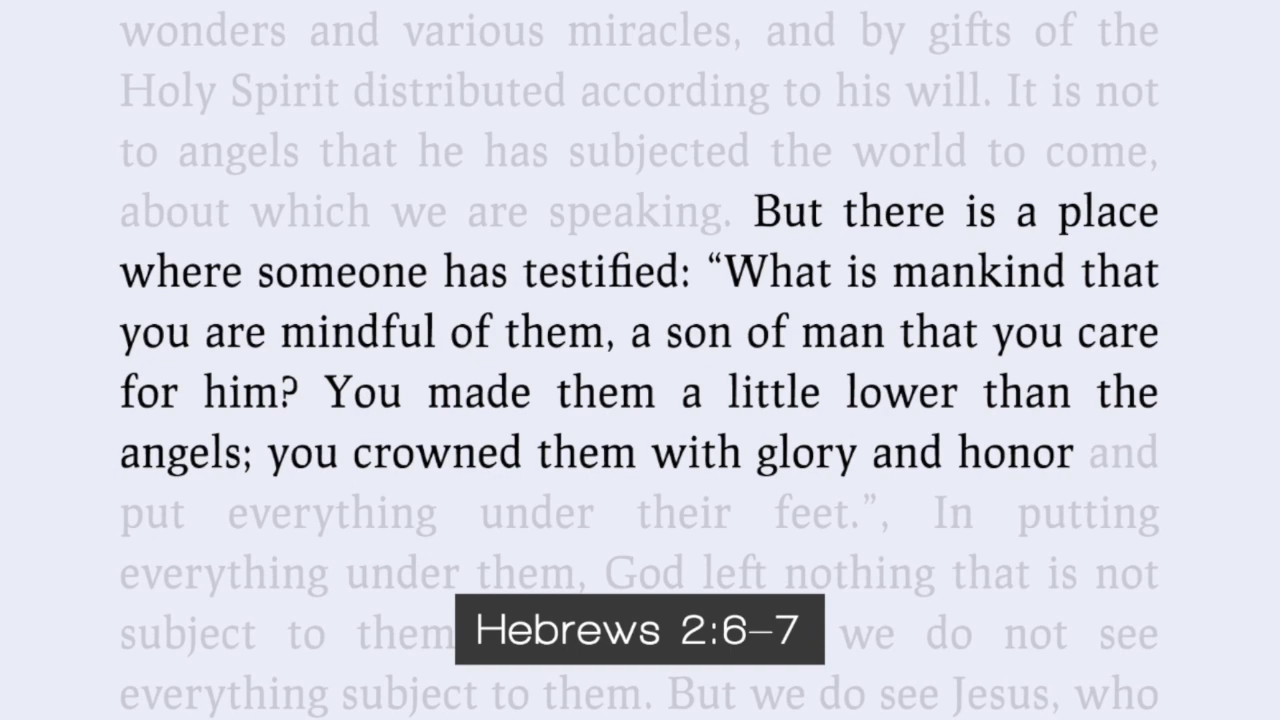 wonders and various miracles, and by gifts of the
Holy Spirit distributed according to his will. It is not
to angels that he has subjected the world to come,
about which we are speaking. But there is a place
where someone has testified: “What is mankind that
you are mindful of them, a son of man that you care
for him? You made them a little lower than the
angels; you crowned them with glory and honor and
put everything under their feet.”, In putting
everything under them, God left nothing that is not
subject to them we do not see
Hebrews 2:6–7
everything subject to them. But we do see Jesus, who